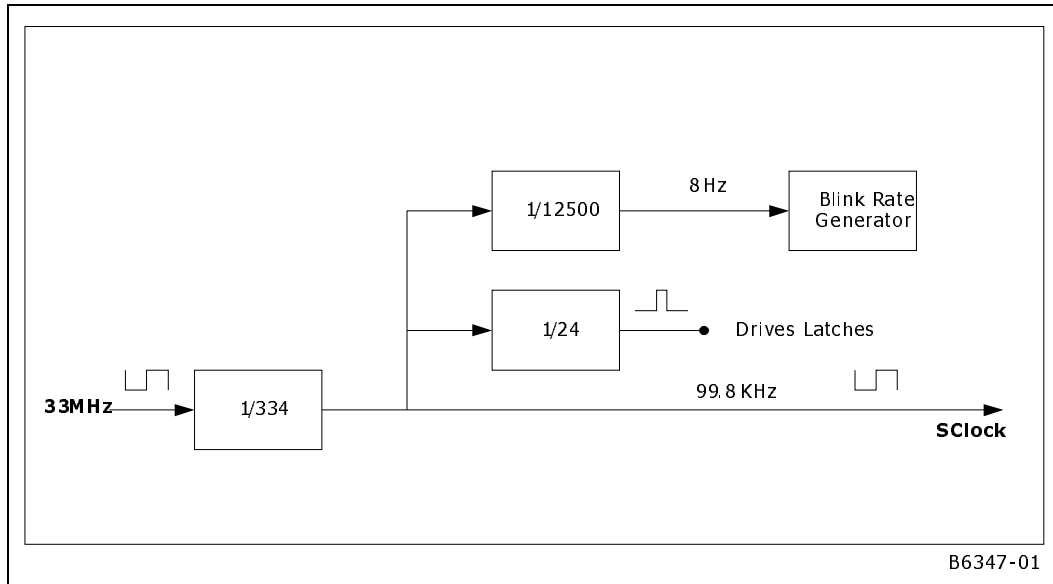 8 Hz
1/12500
Blink Rate
Generator
1/24
Drives Latches
33MHz
1/334
99.8 KHz
SClock
B6347-01